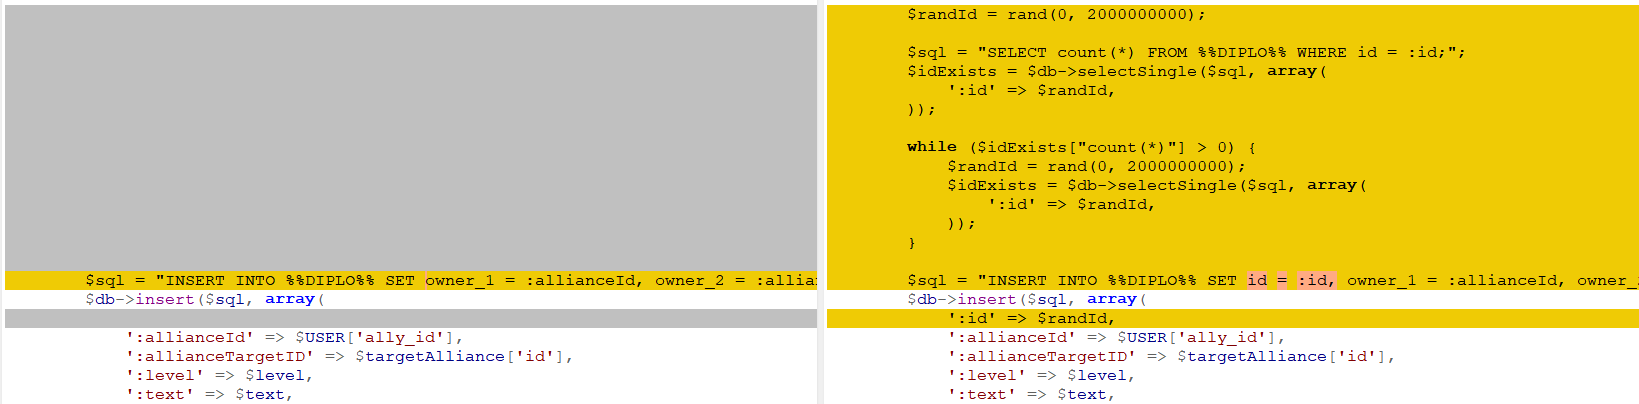 $sql = "INSERT INTO %%DIPLO%% SET owner_1 = :allianceId, owner_2 = :allia
$db->insert($sql, array(
':allianceId' => $USER['ally_id'],
':allianceTargetID' => $targetAlliance['id'],
':level' => $level,
':text' => $text,
$randId = rand(0, 2000000000);
$sql = "SELECT count(*) FROM %%DIPLO%% WHERE id = :id;";
$idExists = $db->selectSingle($sql, array(
':id' => $randId,
));
while ($idExists["count(*)"] > 0) {
$randId = rand(0, 2000000000);
$idExists = $db->selectSingle($sql, array(
':id' => $randId,
));
}
$sql = "INSERT INTO %%DIPLO%% SET id = :id, owner_1 = :allianceId, owner_
$db->insert($sql, array(
':id' => $randId,
':allianceId' => $USER['ally_id'],
':allianceTargetID' => $targetAlliance['id'],
':level' => $level,
':text' => $text,